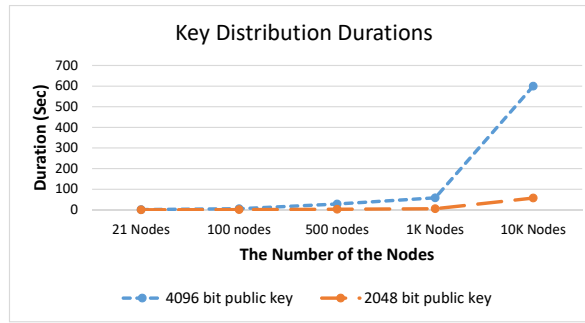 Key Distribution Durations
700
600
500
400
300
200
100
0
Duration (Sec)
21 Nodes 100 nodes 500 nodes 1K Nodes 10K Nodes
The Number of the Nodes
4096 bit public key 2048 bit public key